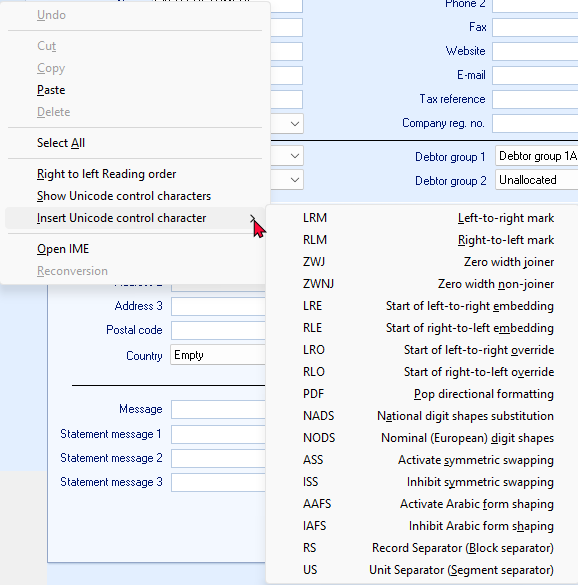 Undo
Cut
Copy
Paste
Delete
Select All
Right to left Reading order
Show Unicode control characters
Insert Unicode control character
Open IME
Reconversion
Phone 2
Fax
Website
E-mail
Tax reference
Company reg. no.
Debtor group 1 Debtor group 1A
Debtor group 2 Unallocated
LRM Left-to-right mark
RLM Right-to-left mark
ZWJ Zero width joiner
ZWNJ Zero width non-joiner
LRE Start of left-to-right embedding
RLE Start of right-to-left embedding
LRO Start of left-to-right override
RLO Start of right-to-left override
PDF Pop directional formatting
NADS National digit shapes substitution
NODS Nominal (European) digit shapes
ASS Activate symmetric swapping
ISS Inhibit symmetric swapping
AAFS Activate Arabic form shaping
IAFS Inhibit Arabic form shaping
RS Record Separator (Block separator)
US Unit Separator (Segment separator)
Address 3
Postal code
Country Empty
Message
Statement message 1
Statement message 2
Statement message 3